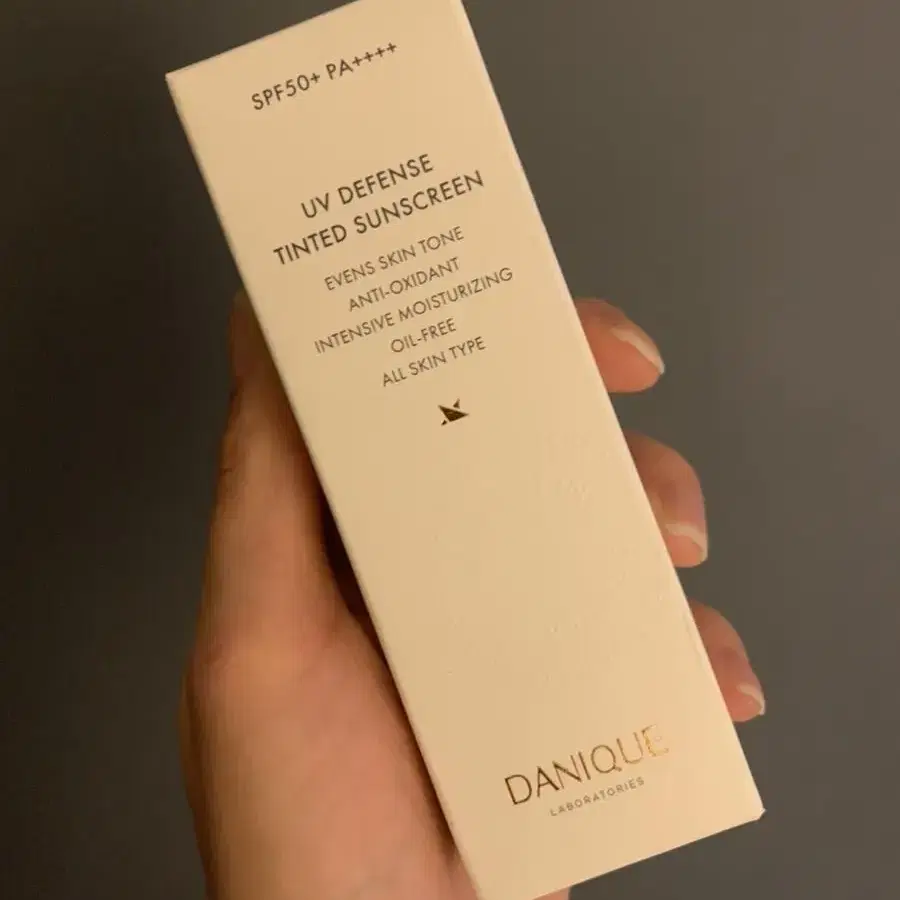 SPF50+ PA++++
UV DEFENSE
TINTED SUNSCREEN
EVENS SKIN TONE
ANTI-OXIDANT
INTENSIVE MOISTURIZING
OIL-FREE
ALL SKIN TYPE
DANIQUE
LABORATORIES